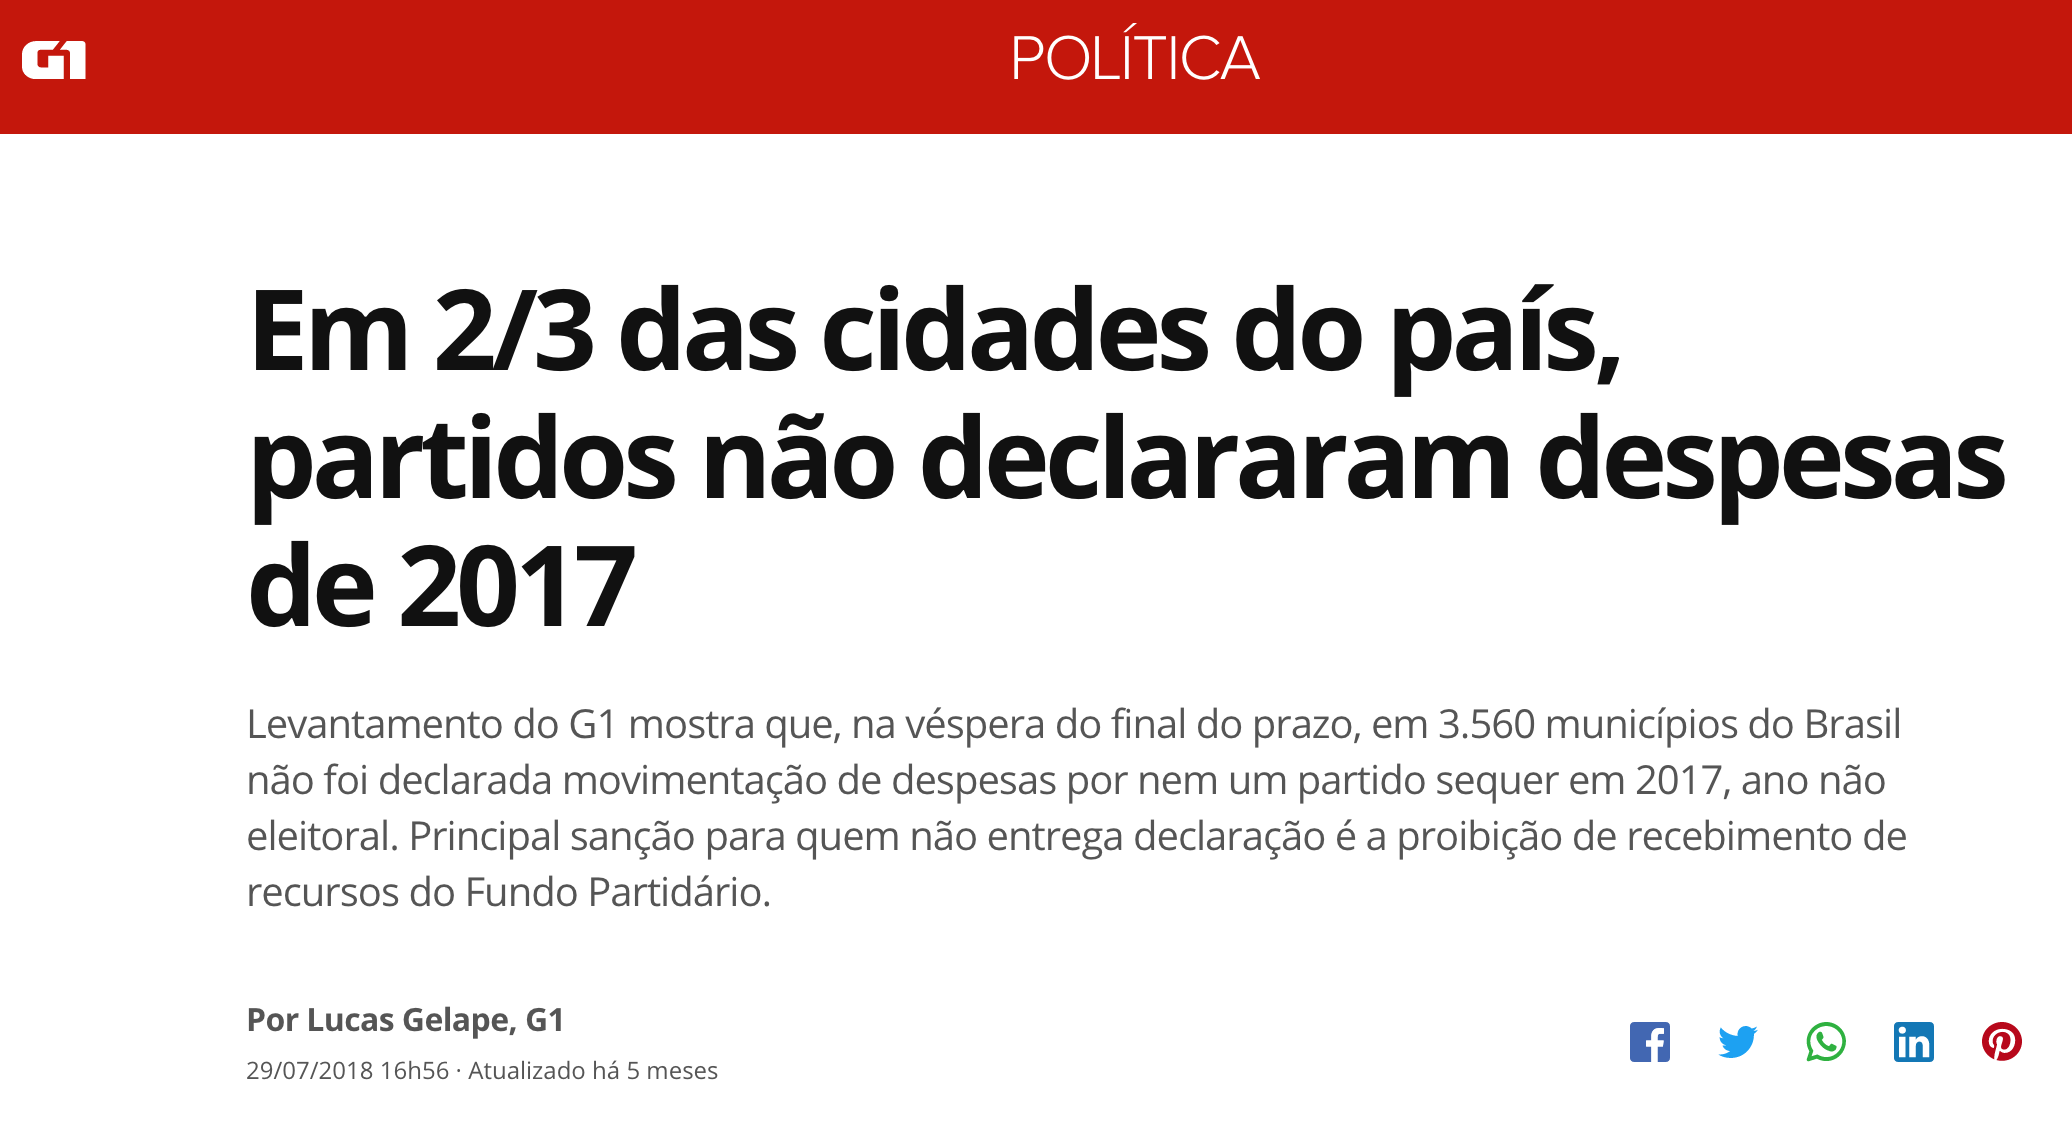 G1
POLÍTICA
Em 2/3 das cidades do país,
partidos não declararam despesas
de 2017
Levantamento do G1 mostra que, na véspera do final do prazo, em 3.560 municípios do Brasil
não foi declarada movimentação de despesas por nem um partido sequer em 2017, ano não
eleitoral. Principal sanção para quem não entrega declaração é a proibição de recebimento de
recursos do Fundo Partidário.
Por Lucas Gelape, G1
29/07/2018 16h56 · Atualizado há 5 meses